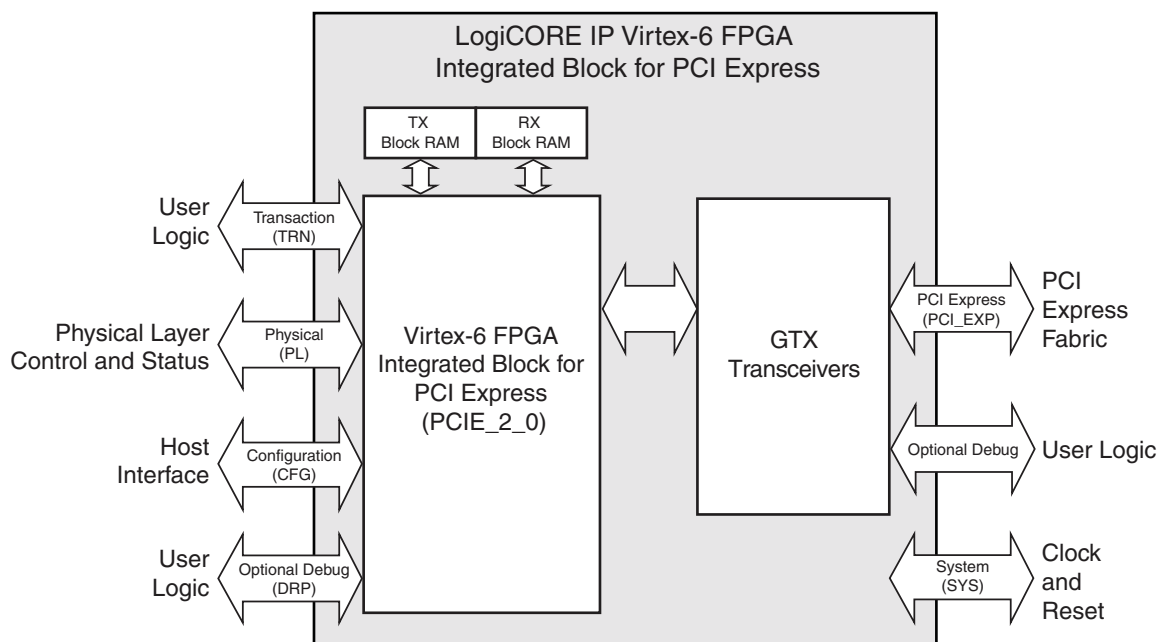 LogiCORE IP Virtex-6 FPGA
Integrated Block for PCI Express
TX
Block RAM
RX
Block RAM
User
Logic
Transaction
(TRN)
Physical Layer
Control and Status
Physical
(PL)
Host
Interface
Configuration
(CFG)
User
Logic
Optional Debug
(DRP)
Virtex-6 FPGA
Integrated Block for
PCI Express
(PCIE_2_0)
GTX
Transceivers
PCI Express
(PCI_EXP)
PCI
Express
Fabric
Optional Debug
User Logic
System
(SYS)
Clock
and
Reset